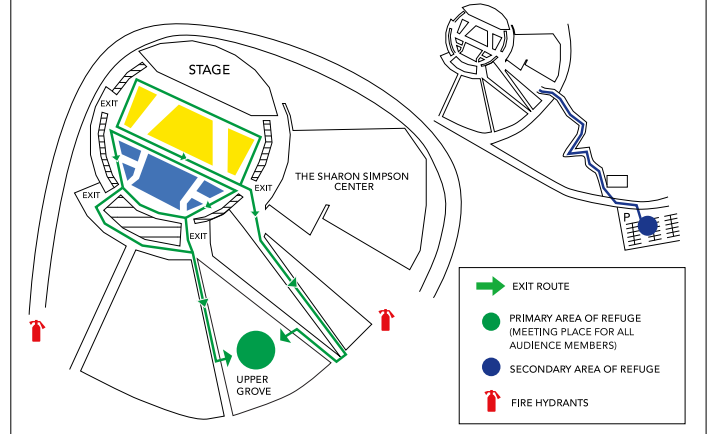 STAGE
EXIT
THE SHARON SIMPSON
CENTER
EXIT
EXIT
EXIT
P
UPPER
GROVE
EXIT ROUTE
PRIMARY AREA OF REFUGE
(MEETING PLACE FOR ALL
AUDIENCE MEMBERS)
SECONDARY AREA OF REFUGE
FIRE HYDRANTS